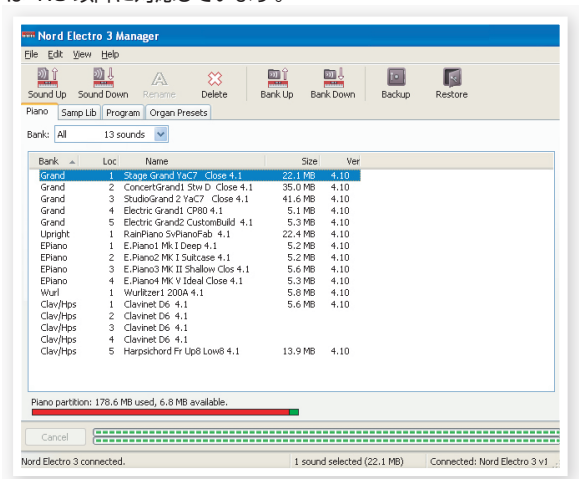 Nord Electro 3 Manager
File Edit View Help
Sound Up Sound Down Rename Delete Bank Up Bank Down Backup Restore
Piano Samp Lib Program Organ Presets
Bank: All 13 sounds
Bank Loc Name Size Ver
Grand 1 Stage Grand YaC7 Close 4.1 22.1 MB 4.10
Grand 2 ConcertGrand1 Stw D Close 4.1 35.0 MB 4.10
Grand 3 StudioGrand 2 YaC7 Close 4.1 41.6 MB 4.10
Grand 4 Electric Grand1 CP80 4.1 5.1 MB 4.10
Grand 5 Electric Grand2 CustomBuild 4.1 5.3 MB 4.10
Upright 1 RainPiano SvPianoFab 4.1 22.4 MB 4.10
EPiano 1 E.Piano1 Mk I Deep 4.1 5.2 MB 4.10
EPiano 2 E.Piano2 MK I Suitcase 4.1 5.2 MB 4.10
EPiano 3 E.Piano3 MK II Shallow Clos 4.1 5.6 MB 4.10
EPiano 4 E.Piano4 MK V Ideal Close 4.1 5.3 MB 4.10
Wurl 1 Wurlitzer1 200A 4.1 5.8 MB 4.10
Clav/Hps 1 Clavinet D6 4.1 5.6 MB 4.10
Clav/Hps 2 Clavinet D6 4.1
Clav/Hps 3 Clavinet D6 4.1
Clav/Hps 4 Clavinet D6 4.1
Clav/Hps 5 Harpsichord Fr Up8 Low8 4.1 13.9 MB 4.10
Piano partition: 178.6 MB used, 6.8 MB available.
Cancel
Nord Electro 3 connected. 1 sound selected (22.1 MB) Connected: Nord Electro 3 v1